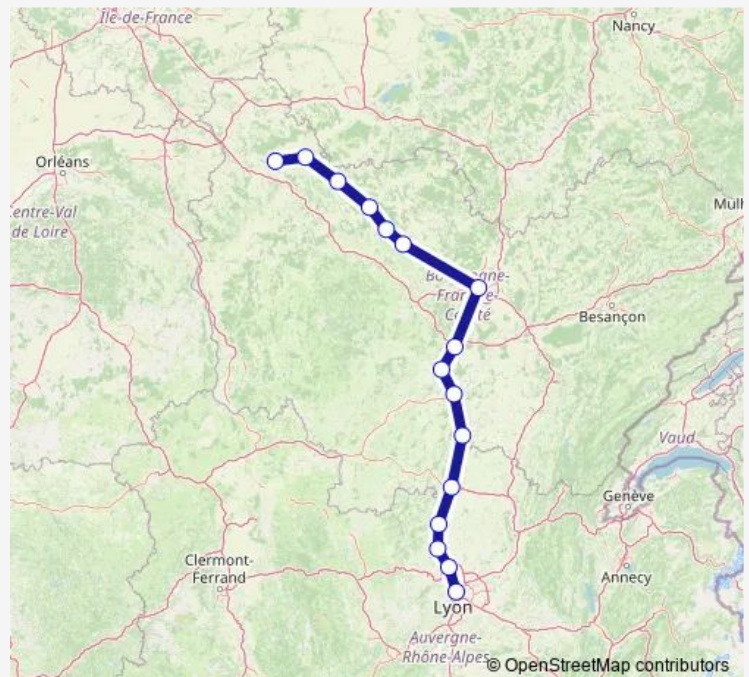 Île-de-France
Nancy
Orléans
Centre-Val
de Loire
Mulh
Bourgogne-
Franche-
Comté
Besançon
Vaud
Genève
Clermont-
Ferrand
Annecy
Lyon
Auvergne-
Rhône-Alpes
© OpenStreetMap contributors